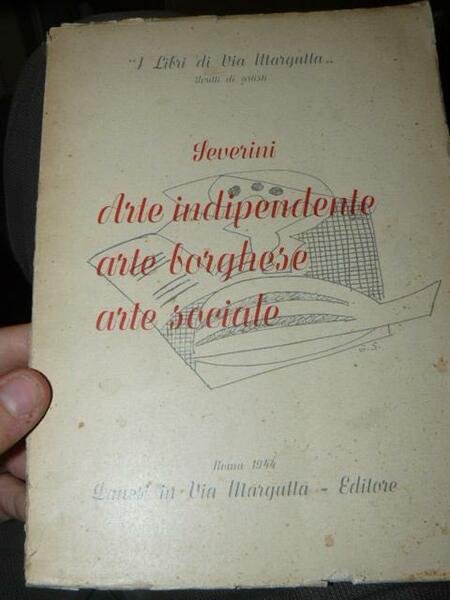 "I Libri di Via Margutta„
Scritti di artisti
Severini
Arte indipendente
arte borghese
arte sociale
G.S.
Roma 1944
Danesi in Via Margutta - Editore